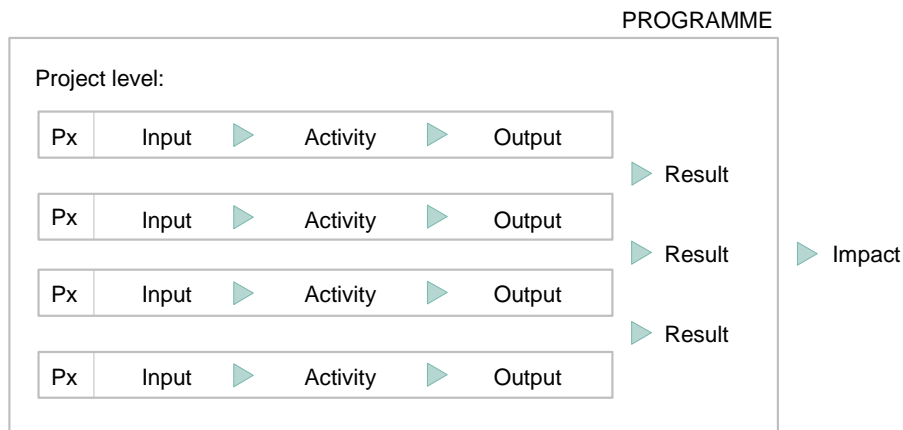 PROGRAMME
Project level:
Px Input Activity Output
Result
Px Input Activity Output
Result Impact
Px Input Activity Output
Result
Px Input Activity Output